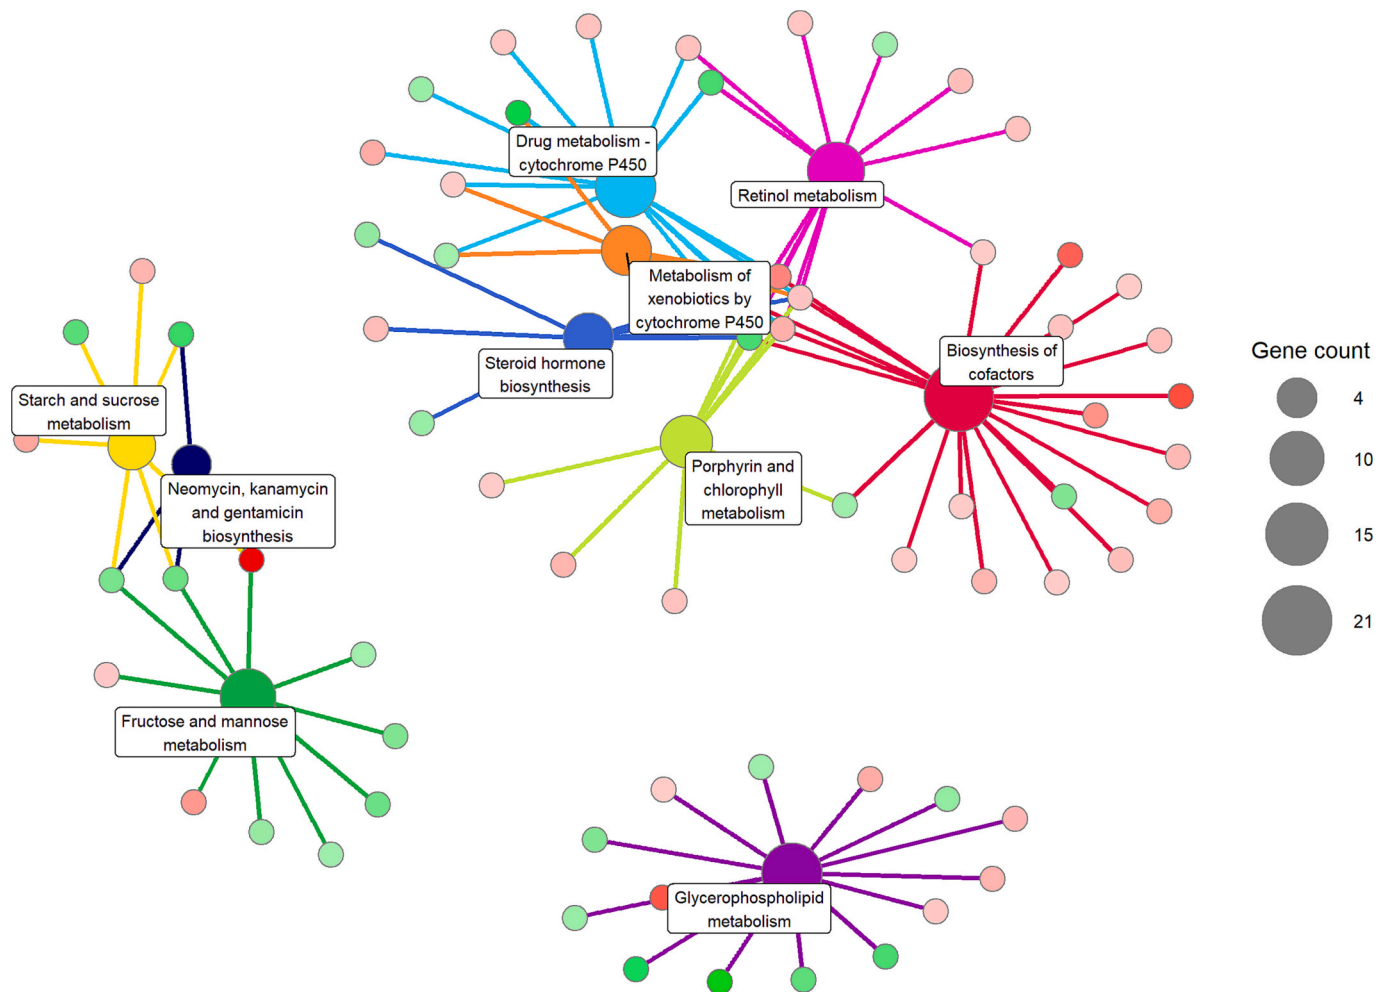 Drug metabolism -
cytochrome P450
Retinol metabolism
Metabolism of
xenobiotics by
cytochrome P450
Steroid hormone
biosynthesis
Biosynthesis of
cofactors
Starch and sucrose
metabolism
Neomycin, kanamycin
and gentamicin
biosynthesis
Porphyrin and
chlorophyll
metabolism
Fructose and mannose
metabolism
Glycerophospholipid
metabolism
Gene count
4
10
15
21